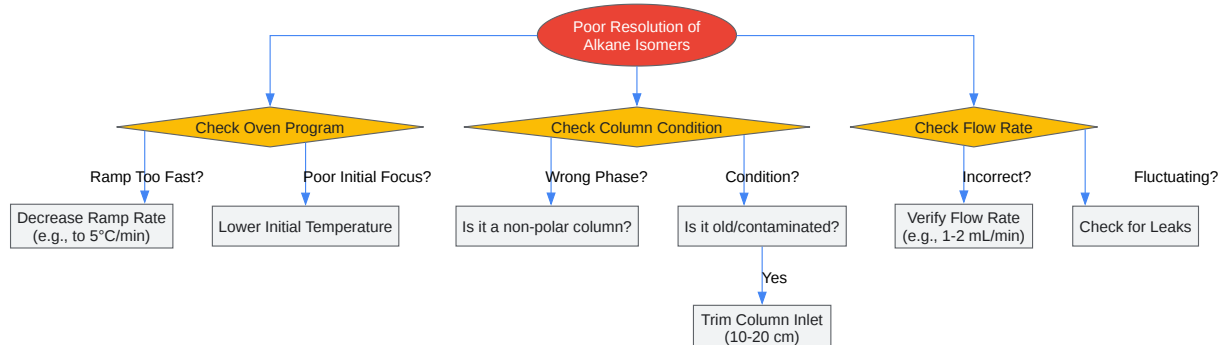 Poor Resolution of
Alkane Isomers
Check Oven Program
Check Column Condition
Check Flow Rate
Ramp Too Fast?
Poor Initial Focus?
Wrong Phase?
Condition?
Incorrect?
Fluctuating?
Decrease Ramp Rate
(e.g., to 5°C/min)
Lower Initial Temperature
Is it a non-polar column?
Is it old/contaminated?
Verify Flow Rate
(e.g., 1-2 mL/min)
Check for Leaks
Yes
Trim Column Inlet
(10-20 cm)